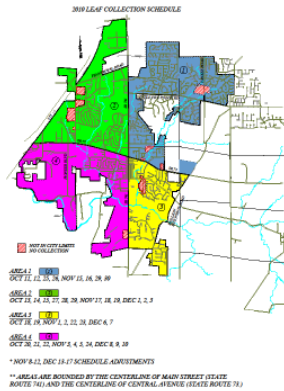 2019 LEAF COLLECTION SCHEDULE
NOT IN CITY LIMITS
NO COLLECTION
AREA 1
OCT 11, 12, 25, 26, NOV 15, 16, 29, 30
AREA 2
OCT 13, 14, 15, 27, 28, 29, NOV 17, 18, 19, DEC 1, 2, 3
AREA 3
OCT 18, 19, NOV 1, 2, 22, 23, DEC 6, 7
AREA 4
OCT 20, 21, 22, NOV 3, 4, 5, 24, DEC 8, 9, 10
* NOV 8-12, DEC 13-17 SCHEDULE ADJUSTMENTS
** AREAS ARE BOUNDED BY THE CENTERLINE OF MAIN STREET (STATE
ROUTE 741) AND THE CENTERLINE OF CENTRAL AVENUE (STATE ROUTE 73.)